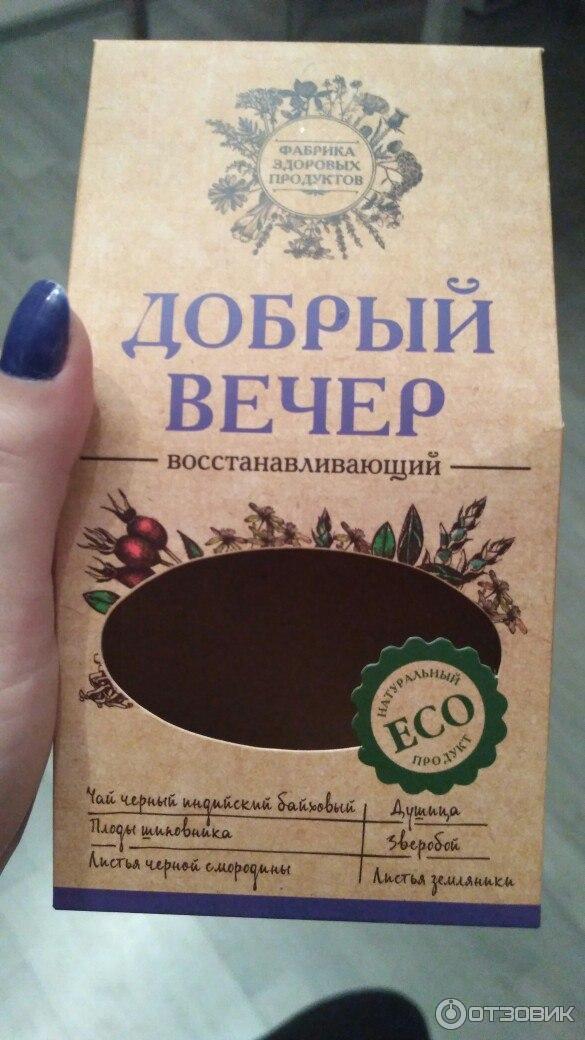 ФАБРИКА
ЗДОРОВЫХ
ПРОДУКТОВ
ДОБРЫЙ
ВЕЧЕР
восстанавливающий
НАТУРАЛЬНЫЙ
ECO
ПРОДУКТ
Чай черный индийский байховый
Душица
Плоды шиповника
Зверобой
Листья черной смородины
Листья земляники
ОТЗОВИК